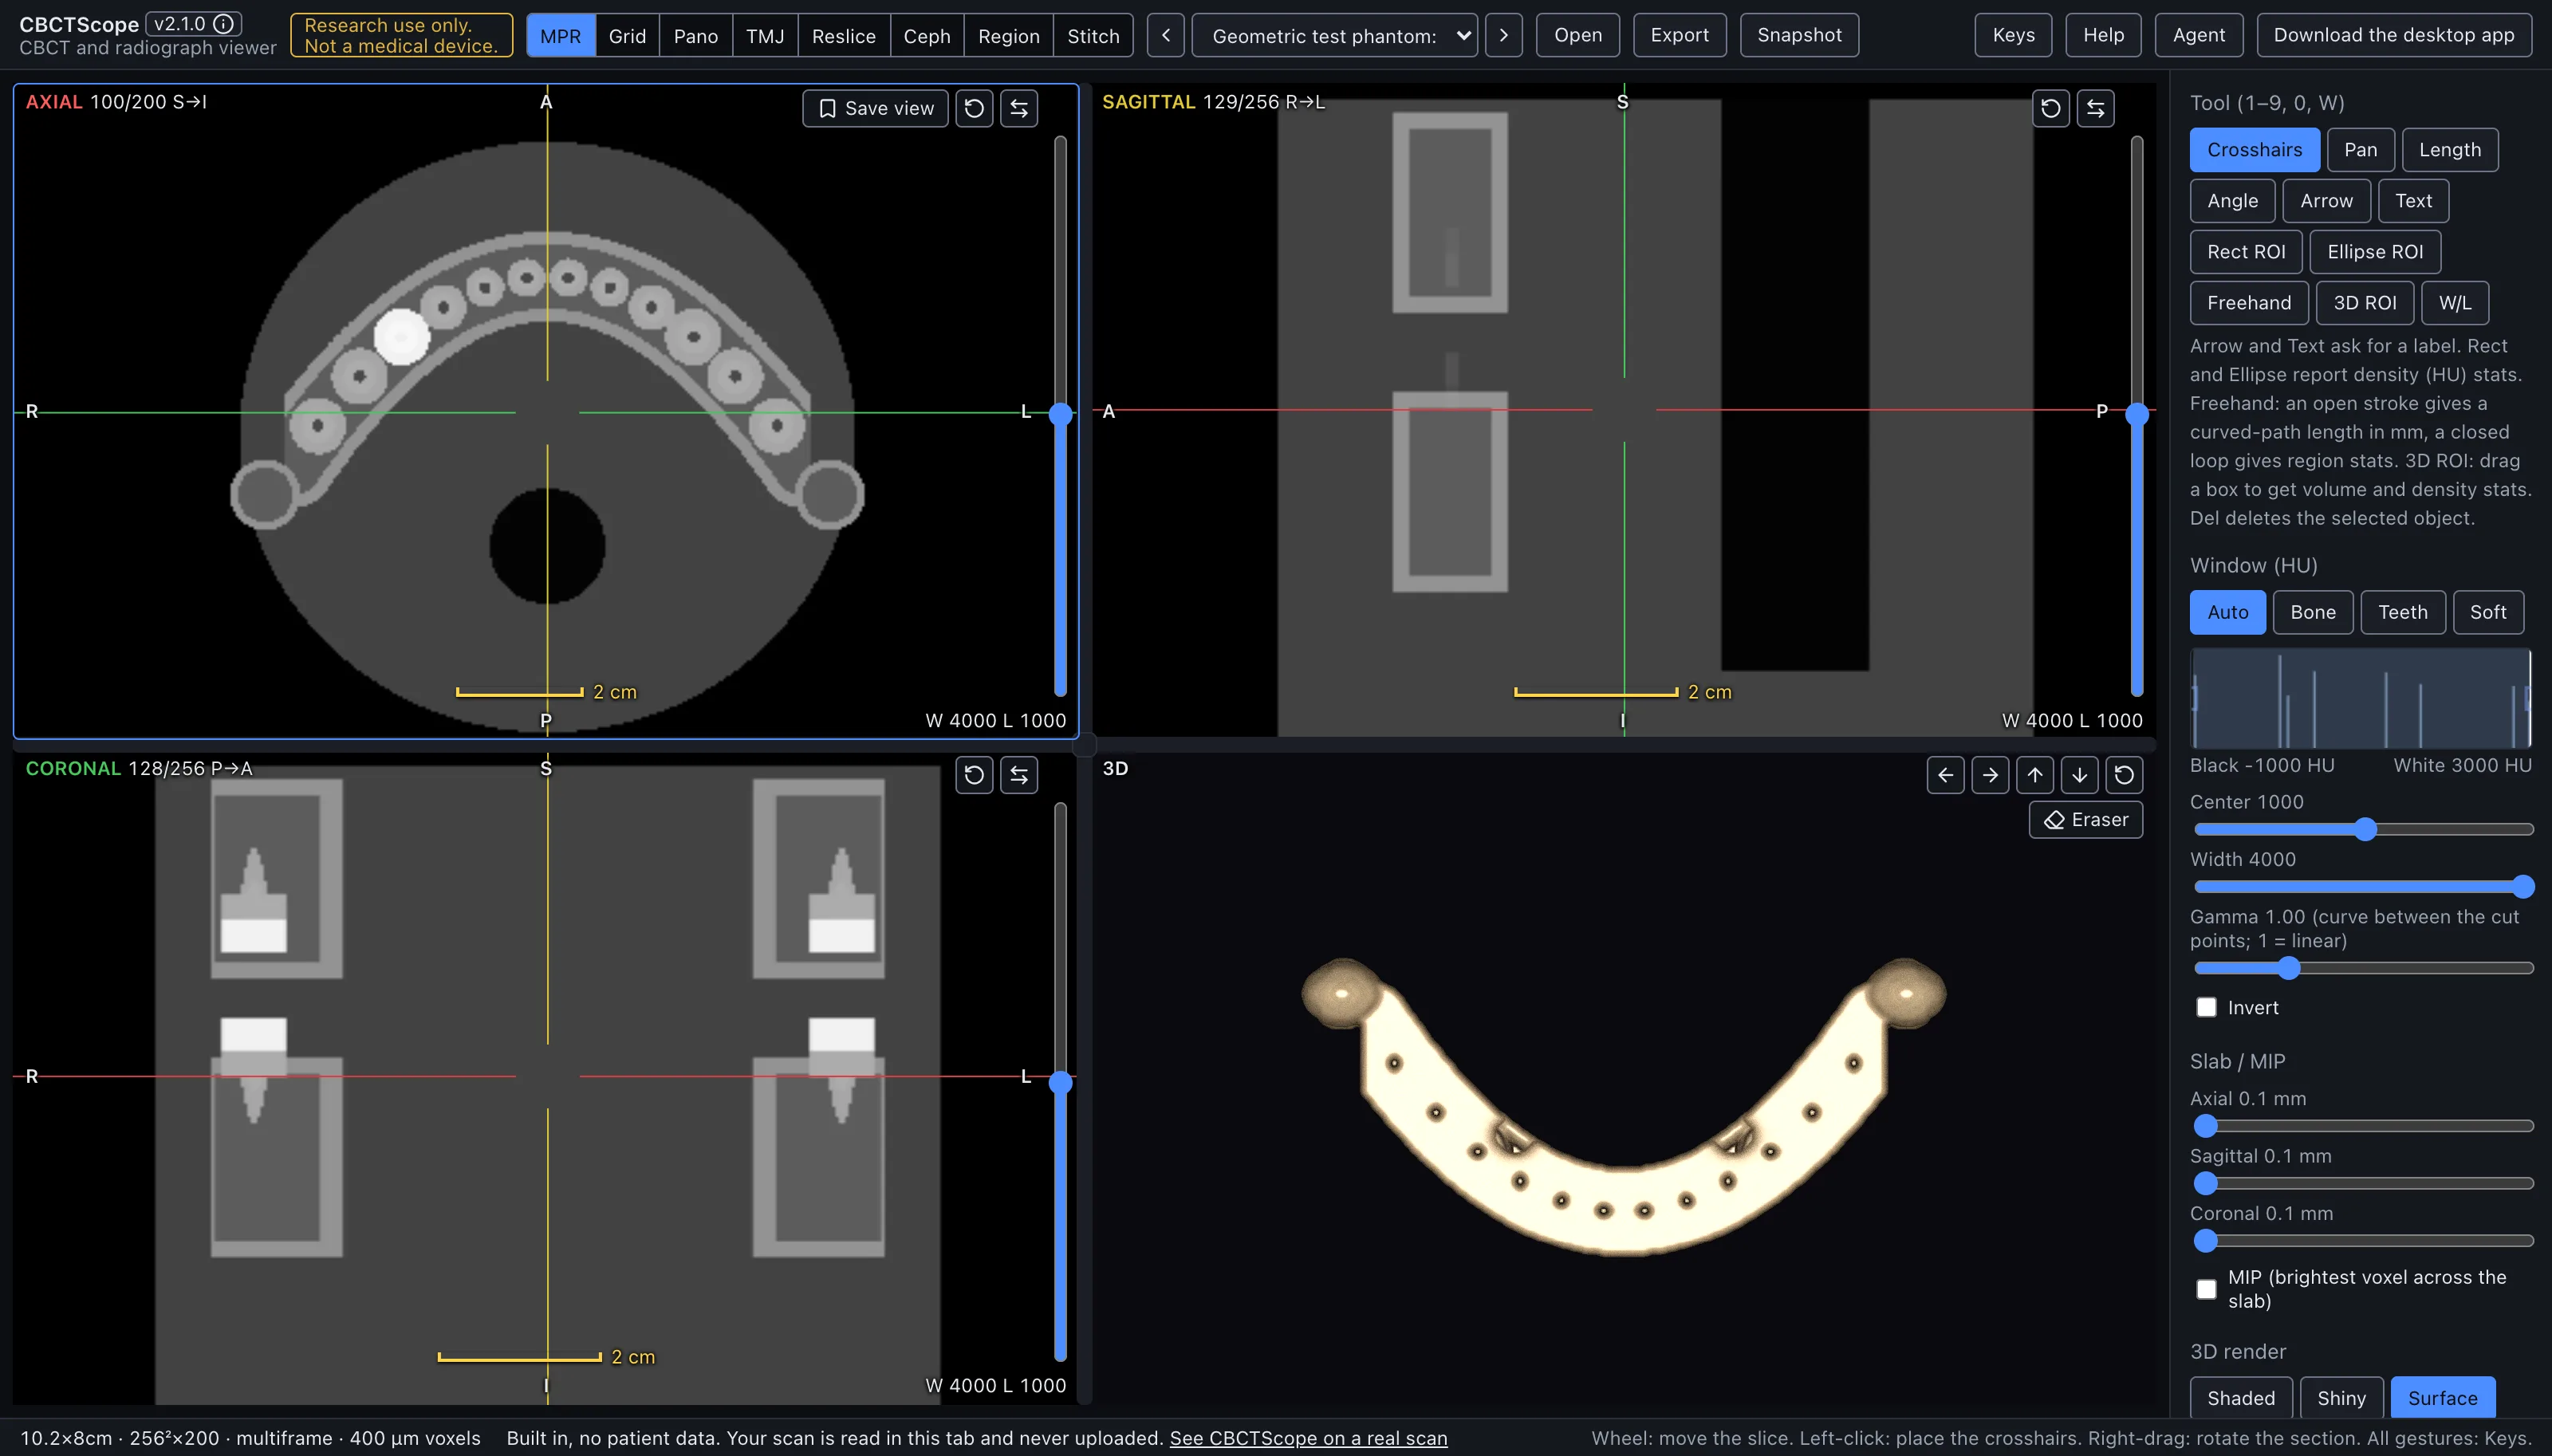 CBCTScope v2.1.0
CBCT and radiograph viewer
Research use only.
Not a medical device.
MPR Grid Pano TMJ Reslice Ceph Region Stitch
Geometric test phantom:
Open Export Snapshot
Keys Help Agent Download the desktop app
AXIAL 100/200 S→I
A
Save view
R
L
2 cm
P
W 4000 L 1000
SAGITTAL 129/256 R→L
S
A
P
2 cm
I
W 4000 L 1000
CORONAL 128/256 P→A
S
R
L
2 cm
I
W 4000 L 1000
3D
Eraser
Tool (1–9, 0, W)
Crosshairs Pan Length
Angle Arrow Text
Rect ROI Ellipse ROI
Freehand 3D ROI W/L
Arrow and Text ask for a label. Rect
and Ellipse report density (HU) stats.
Freehand: an open stroke gives a
curved-path length in mm, a closed
loop gives region stats. 3D ROI: drag
a box to get volume and density stats.
Del deletes the selected object.
Window (HU)
Auto Bone Teeth Soft
Black -1000 HU White 3000 HU
Center 1000
Width 4000
Gamma 1.00 (curve between the cut
points; 1 = linear)
Invert
Slab / MIP
Axial 0.1 mm
Sagittal 0.1 mm
Coronal 0.1 mm
MIP (brightest voxel across the
slab)
3D render
Shaded Shiny Surface
10.2×8cm · 256²×200 · multiframe · 400 µm voxels Built in, no patient data. Your scan is read in this tab and never uploaded. See CBCTScope on a real scan Wheel: move the slice. Left-click: place the crosshairs. Right-drag: rotate the section. All gestures: Keys.